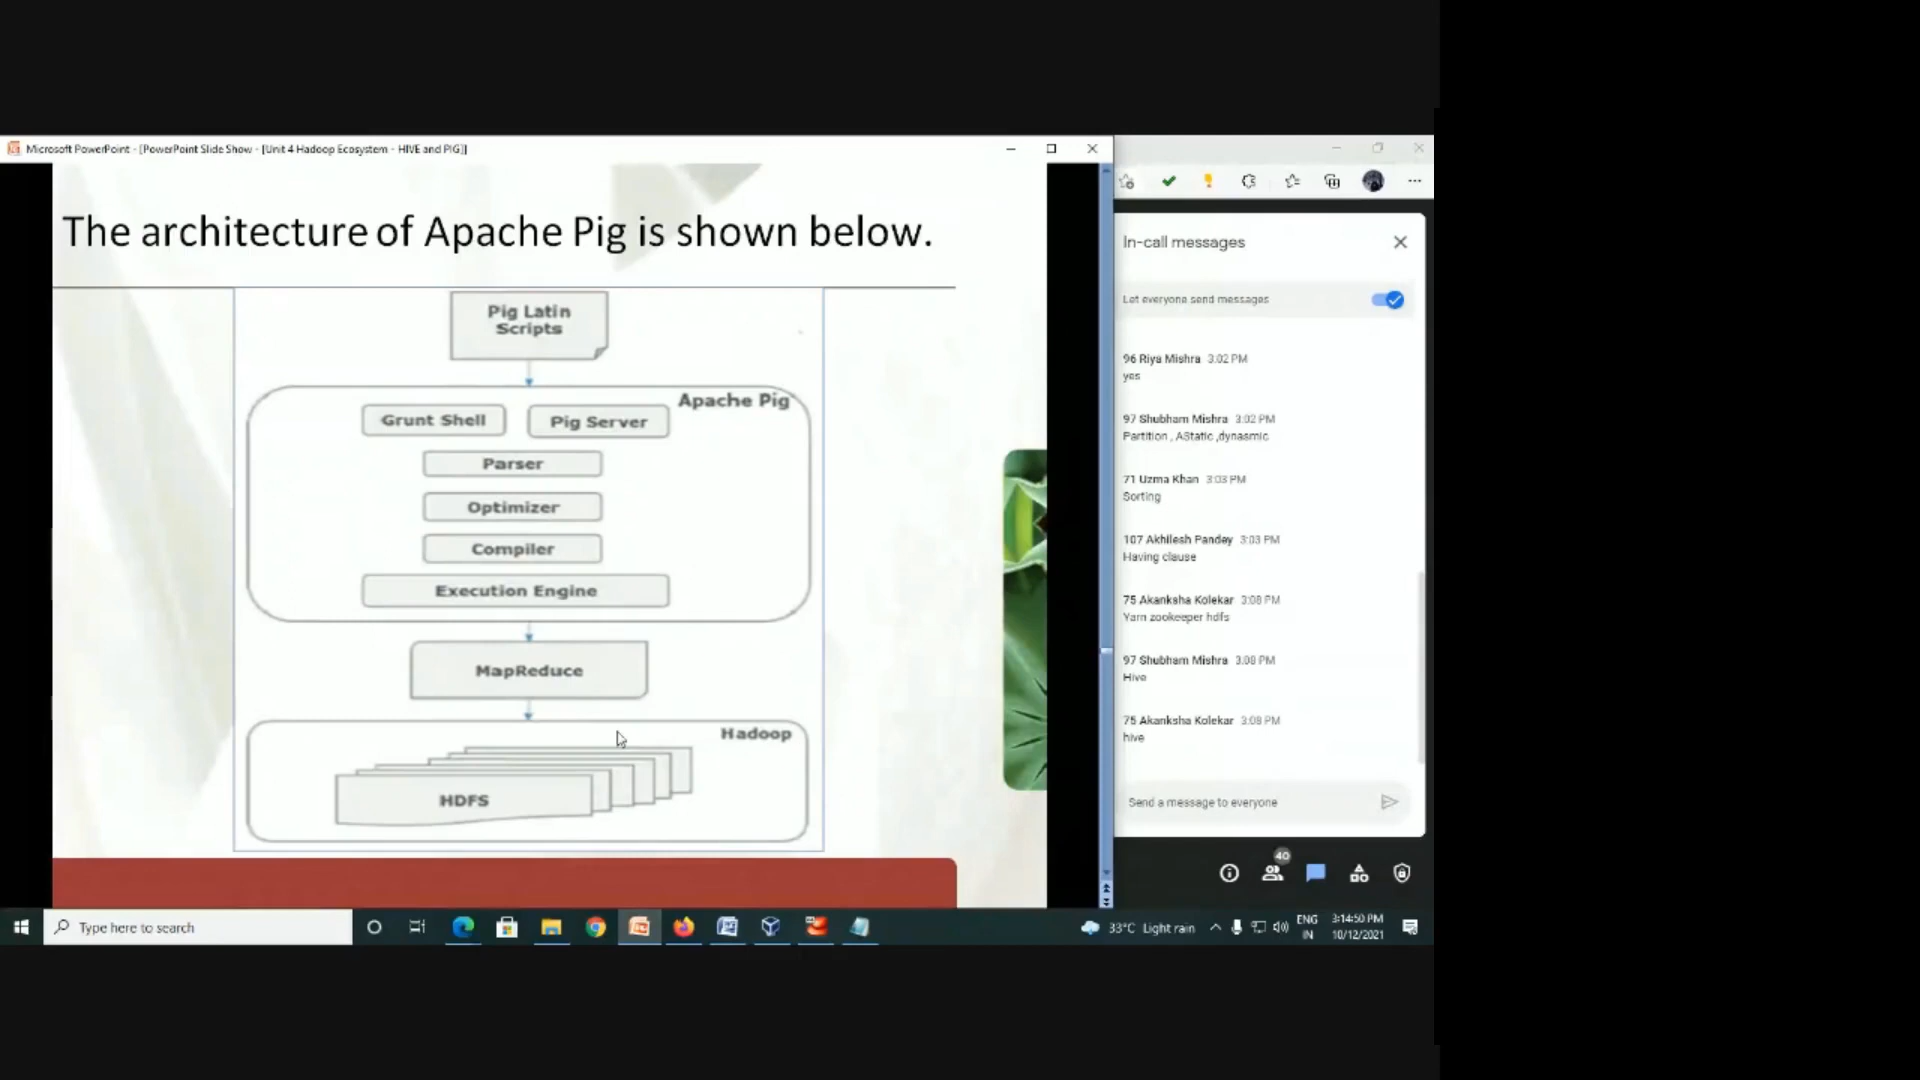 Microsoft PowerPoint - [PowerPoint Slide Show - [Unit 4 Hadoop Ecosystem - HIVE and PIG]]
The architecture of Apache Pig is shown below.
Pig Latin
Scripts
Apache Pig
Grunt Shell
Pig Server
Parser
Optimizer
Compiler
Execution Engine
MapReduce
Hadoop
HDFS
In-call messages
Let everyone send messages
96 Riya Mishra 3:02 PM
yes
97 Shubham Mishra 3:02 PM
Partition , AStatic ,dynasmic
71 Uzma Khan 3:03 PM
Sorting
107 Akhilesh Pandey 3:03 PM
Having clause
75 Akanksha Kolekar 3:08 PM
Yarn zookeeper hdfs
97 Shubham Mishra 3:08 PM
Hive
75 Akanksha Kolekar 3:08 PM
hive
Send a message to everyone
40
Type here to search
33°C Light rain
ENG
IN
3:14:50 PM
10/12/2021